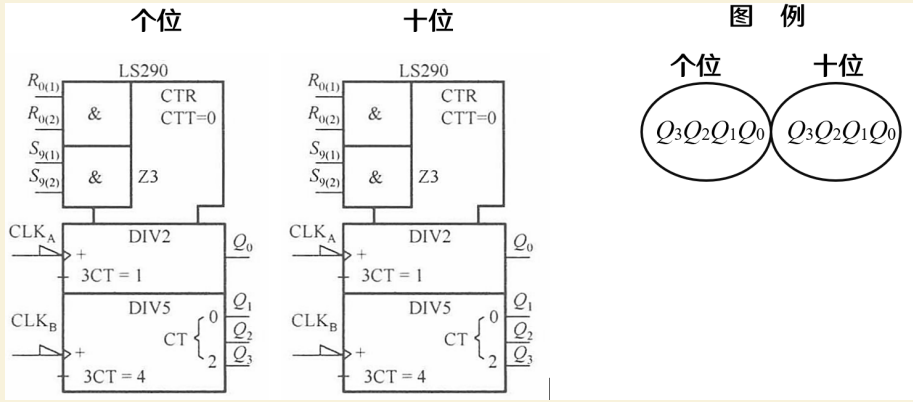 个位
十位
图 例
LS290
R0(1)
R0(2)
S9(1)
S9(2)
&
&
CTR
CTT=0
Z3
CLKA
+
DIV2
3CT = 1
Q0
CLKB
+
DIV5
CT
0
2
3CT = 4
Q1
Q2
Q3
LS290
R0(1)
R0(2)
S9(1)
S9(2)
&
&
CTR
CTT=0
Z3
CLKA
+
DIV2
3CT = 1
Q0
CLKB
+
DIV5
CT
0
2
3CT = 4
Q1
Q2
Q3
个位
十位
Q3Q2Q1Q0
Q3Q2Q1Q0